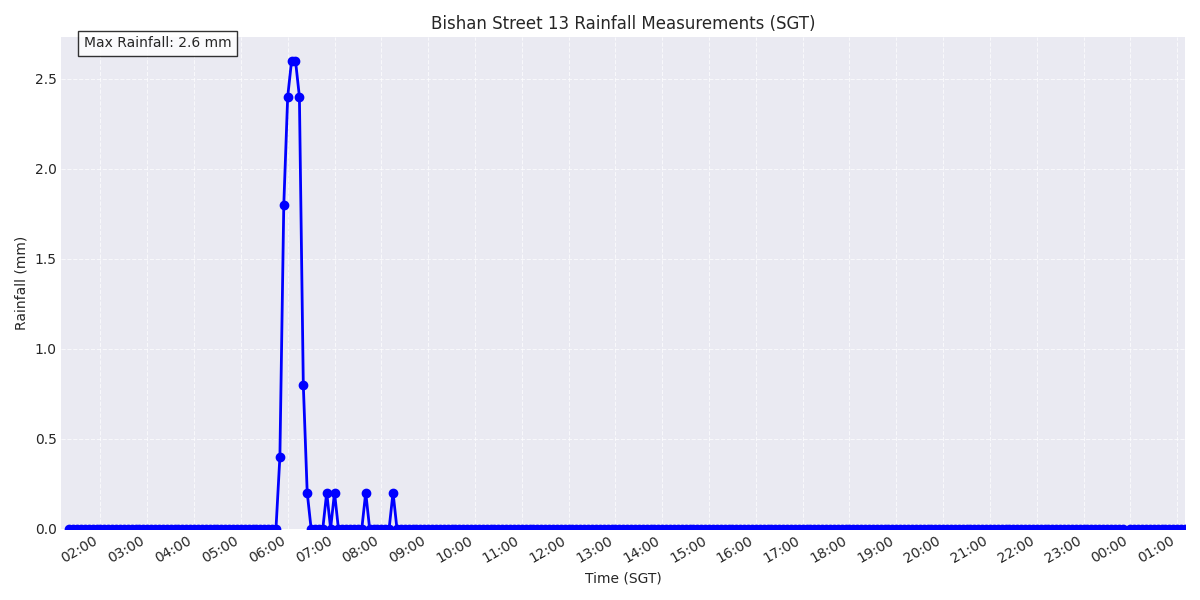 Bishan Street 13 Rainfall Measurements (SGT)
Max Rainfall: 2.6 mm
Rainfall (mm)
2.5
2.0
1.5
1.0
0.5
0.0
02:00 03:00 04:00 05:00 06:00 07:00 08:00 09:00 10:00 11:00 12:00 13:00 14:00 15:00 16:00 17:00 18:00 19:00 20:00 21:00 22:00 23:00 00:00 01:00
Time (SGT)